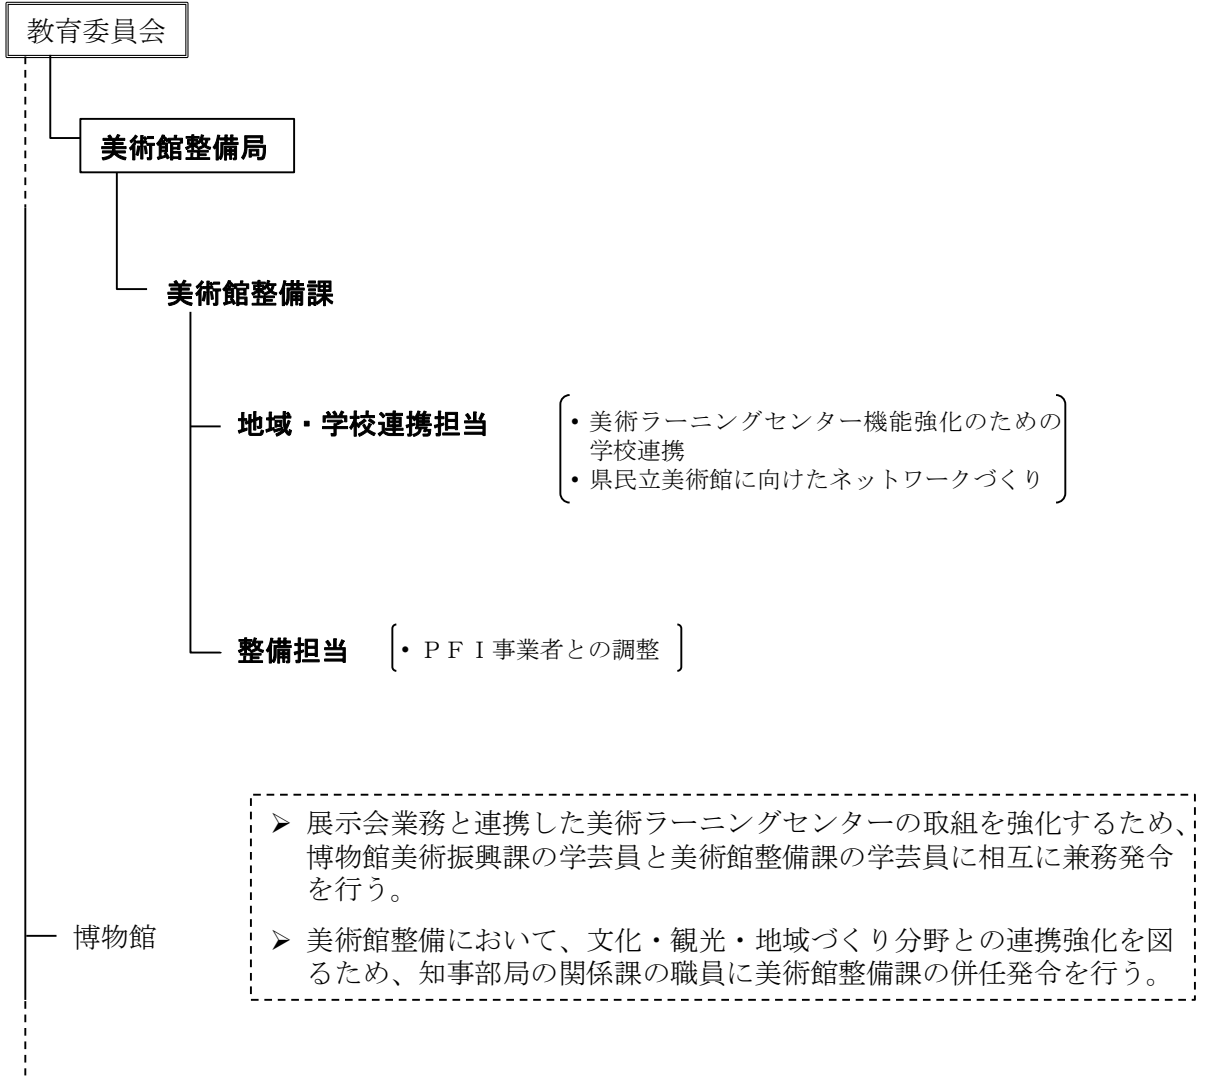 教育委員会
美術館整備局
美術館整備課
地域・学校連携担当
・美術ラーニングセンター機能強化のための
学校連携
・県民立美術館に向けたネットワークづくり
整備担当
・ＰＦＩ事業者との調整
➢ 展示会業務と連携した美術ラーニングセンターの取組を強化するため、
博物館美術振興課の学芸員と美術館整備課の学芸員に相互に兼務発令
を行う。
博物館
➢ 美術館整備において、文化・観光・地域づくり分野との連携強化を図
るため、知事部局の関係課の職員に美術館整備課の併任発令を行う。